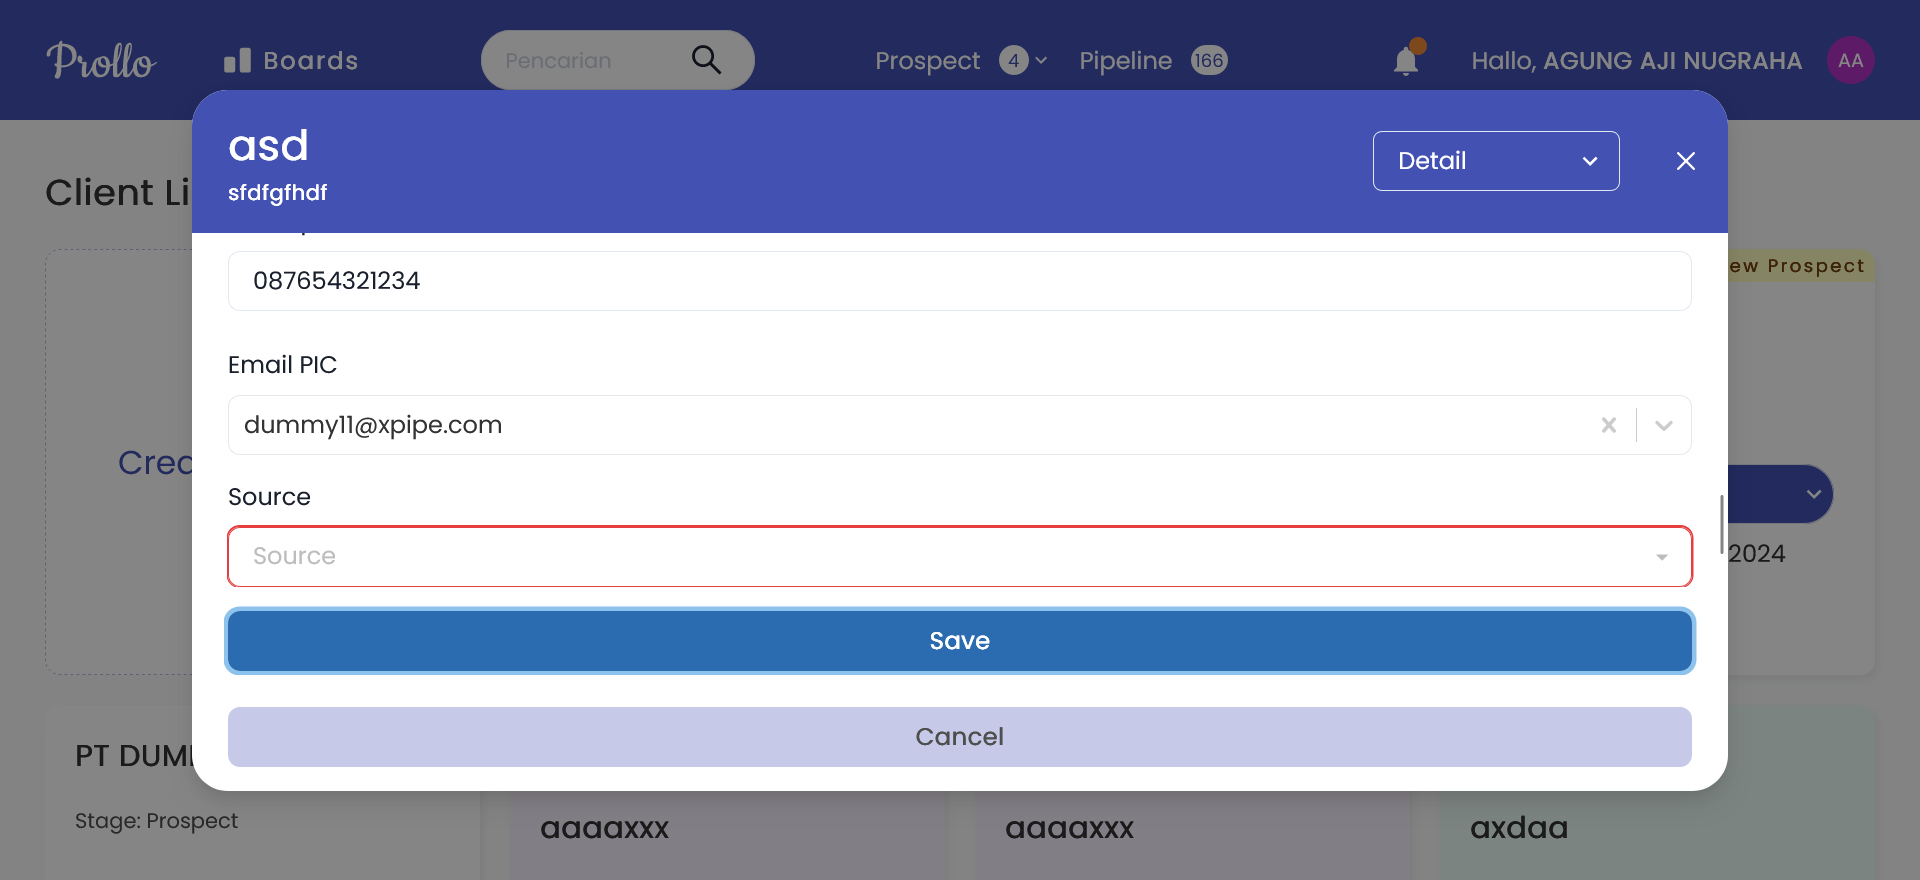 Prollo
Boards
Pencarian
Prospect 4
Pipeline 166
Hallo, AGUNG AJI NUGRAHA
AA
asd
sfdfgfhdf
Detail
Client Li
ew Prospect
087654321234
Email PIC
dummy11@xpipe.com
Crea
Source
Source
2024
Save
Cancel
PT DUMM
Stage: Prospect
aaaaxxx
aaaaxxx
axdaa